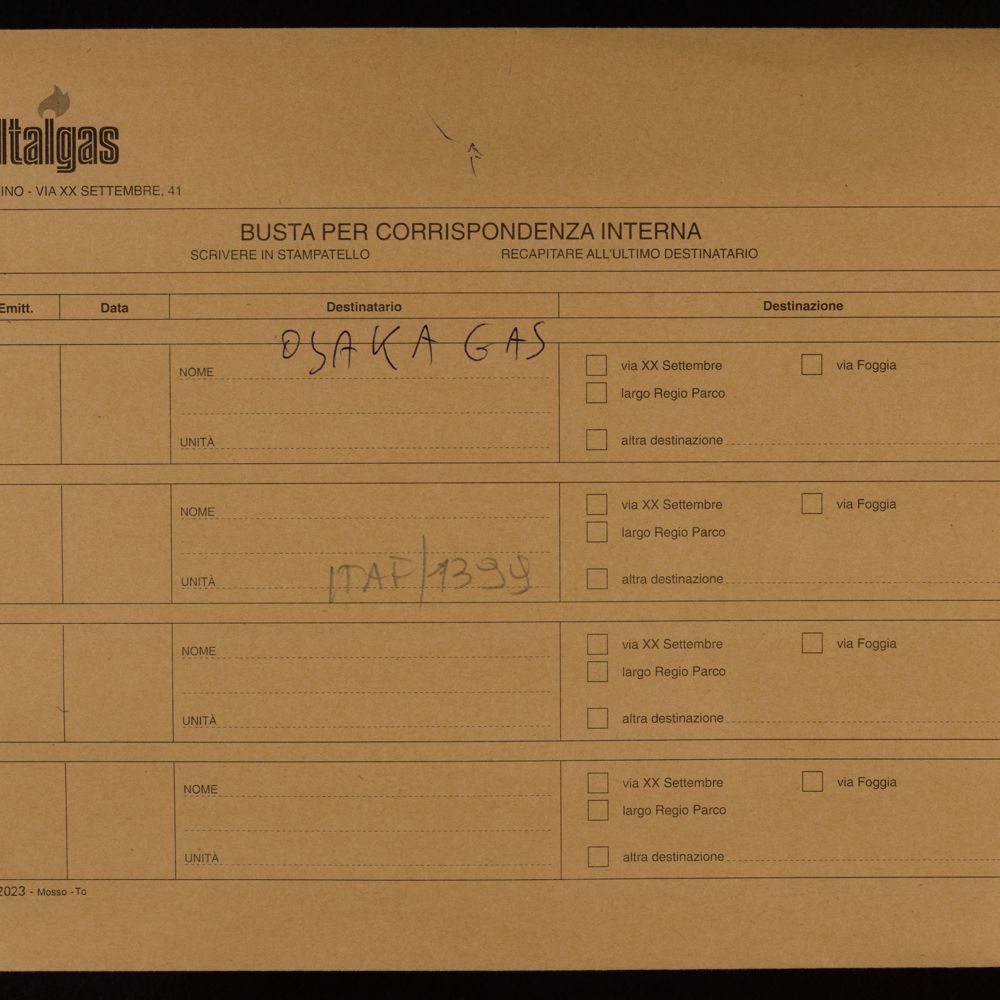 Italgas
INO - VIA XX SETTEMBRE, 41
BUSTA PER CORRISPONDENZA INTERNA
SCRIVERE IN STAMPATELLO RECAPITARE ALL'ULTIMO DESTINATARIO
Emitt. Data Destinatario Destinazione
OSAKA GAS
NOME
via XX Settembre via Foggia
largo Regio Parco
UNITÀ altra destinazione
NOME via XX Settembre via Foggia
largo Regio Parco
ITAF/1399
UNITÀ altra destinazione
NOME via XX Settembre via Foggia
largo Regio Parco
UNITÀ altra destinazione
NOME via XX Settembre via Foggia
largo Regio Parco
UNITÀ altra destinazione
2023 - Mosso - To